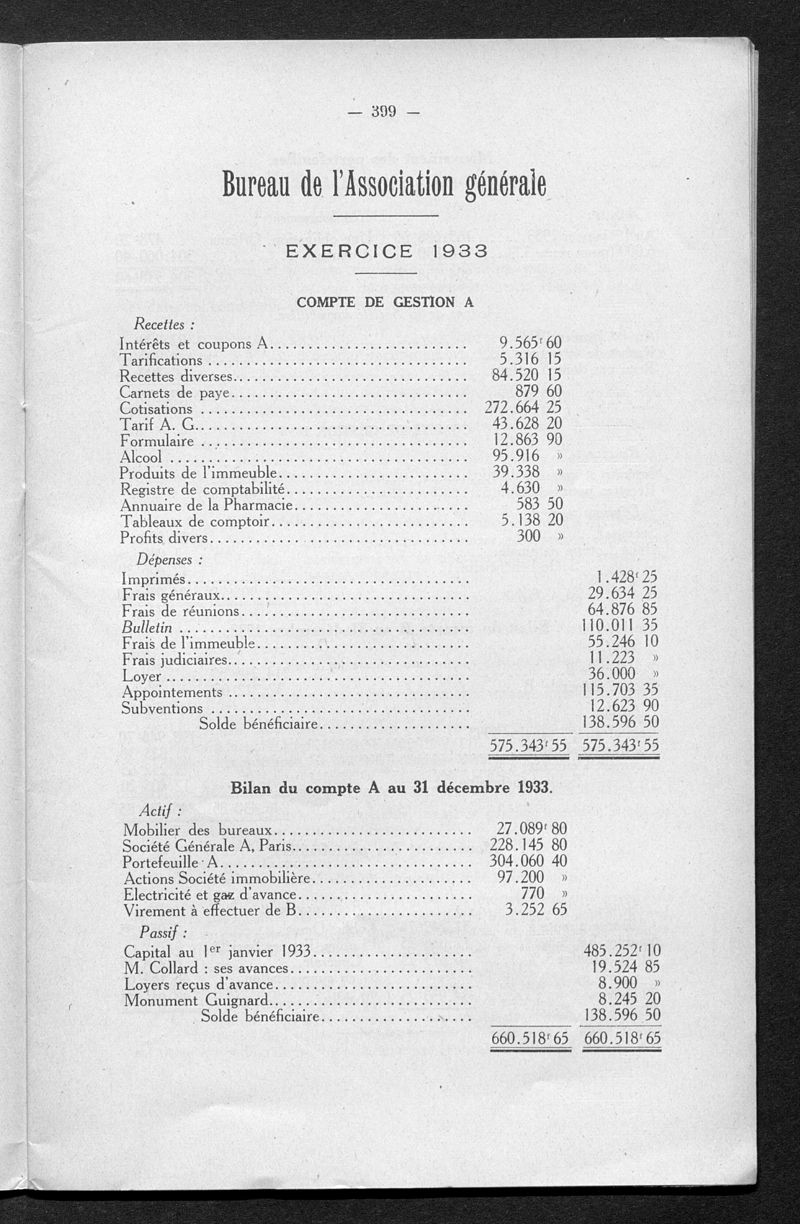 — 399 —
Bureau de l'Association générale
EXERCICE 1933
COMPTE DE GESTION A
Recettes :
Intérêts et coupons A.......................... 9.565ᶠ 60
Tarifications .................................. 5.316 15
Recettes diverses............................... 84.520 15
Carnets de paye............................... 879 60
Cotisations ................................... 272.664 25
Tarif A. G.................................... 43.628 20
Formulaire ................................... 12.863 90
Alcool ....................................... 95.916 »
Produits de l'immeuble......................... 39.338 »
Registre de comptabilité........................ 4.630 »
Annuaire de la Pharmacie....................... 583 50
Tableaux de comptoir.......................... 5.138 20
Profits divers.................................. 300 »
Dépenses :
Imprimés..................................... 1.428ᶠ 25
Frais généraux................................. 29.634 25
Frais de réunions.............................. 64.876 85
Bulletin ...................................... 110.011 35
Frais de l'immeuble............................ 55.246 10
Frais judiciaires................................ 11.223 »
Loyer ........................................ 36.000 »
Appointements ................................ 115.703 35
Subventions .................................. 12.623 90
Solde bénéficiaire.................... 138.596 50
575.343ᶠ 55 575.343ᶠ 55
Bilan du compte A au 31 décembre 1933.
Actif :
Mobilier des bureaux.......................... 27.089ᶠ 80
Société Générale A, Paris........................ 228.145 80
Portefeuille A................................. 304.060 40
Actions Société immobilière..................... 97.200 »
Electricité et gaz d'avance....................... 770 »
Virement à effectuer de B....................... 3.252 65
Passif :
Capital au 1er janvier 1933..................... 485.252ᶠ 10
M. Collard : ses avances........................ 19.524 85
Loyers reçus d'avance.......................... 8.900 »
Monument Guignard........................... 8.245 20
Solde bénéficiaire.................... 138.596 50
660.518ᶠ 65 660.518ᶠ 65